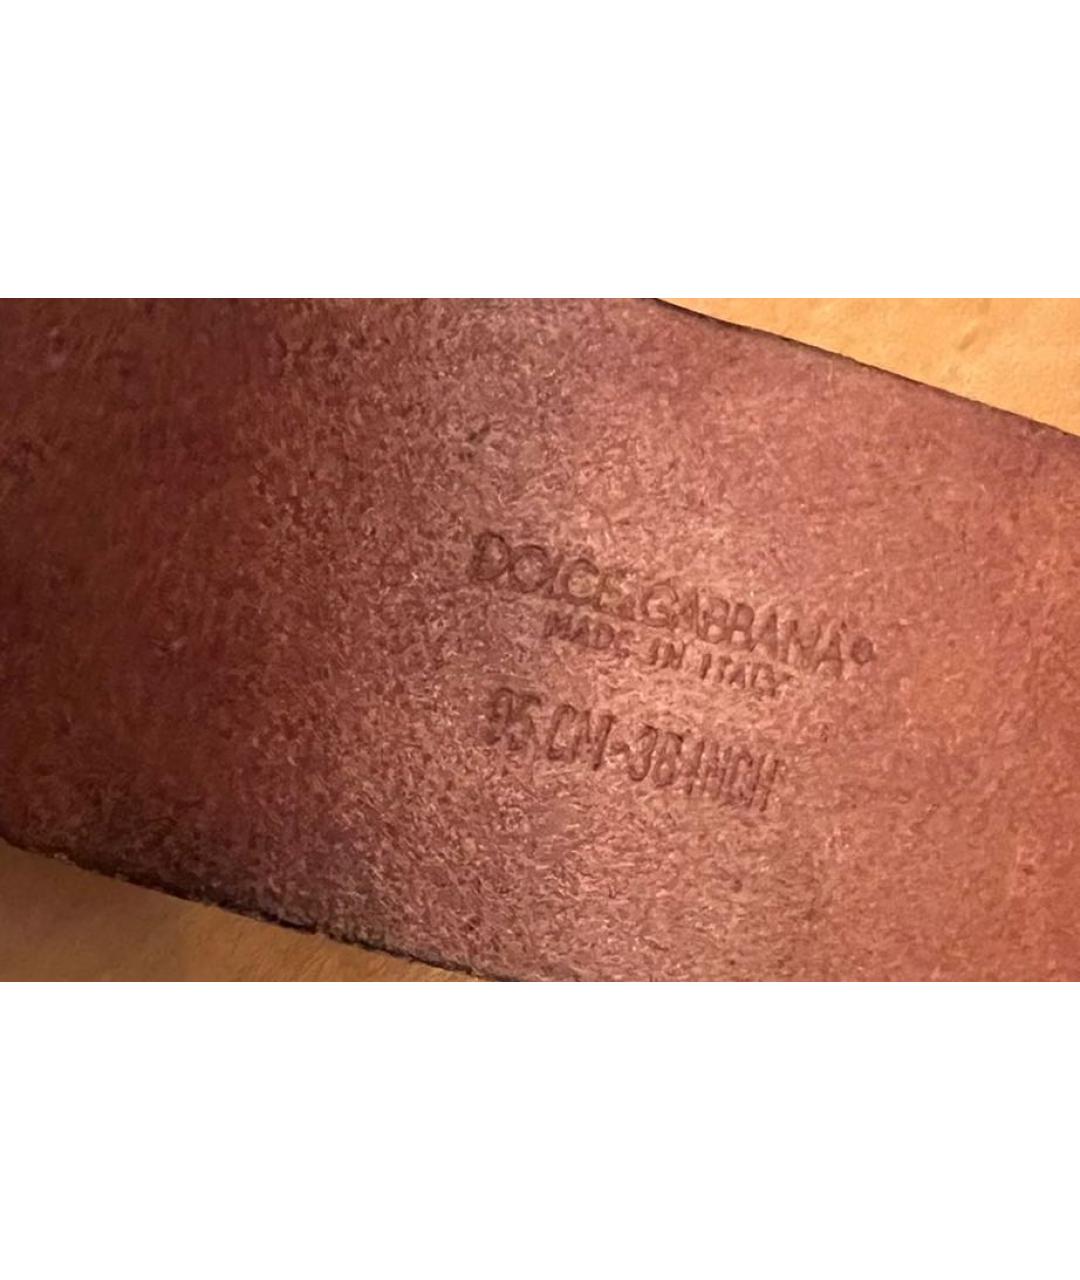 DOLCE&GABBANA®
MADE IN ITALY
95 CM-38 INCH